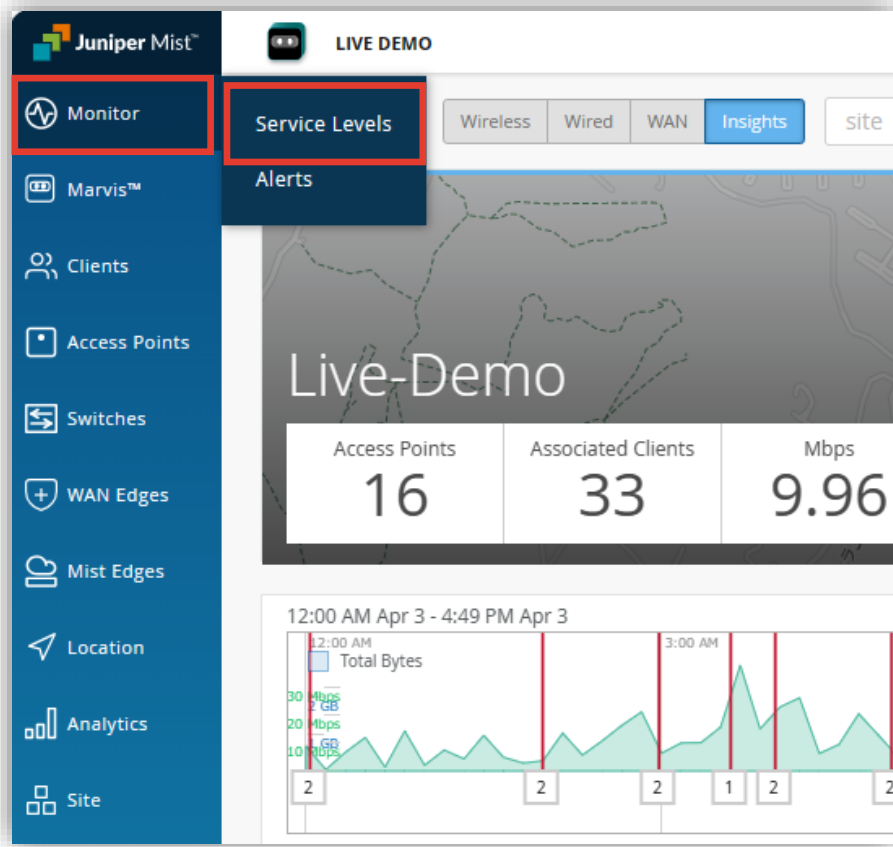 Juniper Mist™
LIVE DEMO
Monitor
Service Levels
Wireless Wired WAN Insights
site
Alerts
Marvis™
Clients
Access Points
Switches
WAN Edges
Mist Edges
Location
Analytics
Site
Live-Demo
Access Points
16
Associated Clients
33
Mbps
9.96
12:00 AM Apr 3 - 4:49 PM Apr 3
12:00 AM 3:00 AM
Total Bytes
30 Mbps
2 GB
20 Mbps
1 GB
10 Mbps
2 2 2 1 2 2